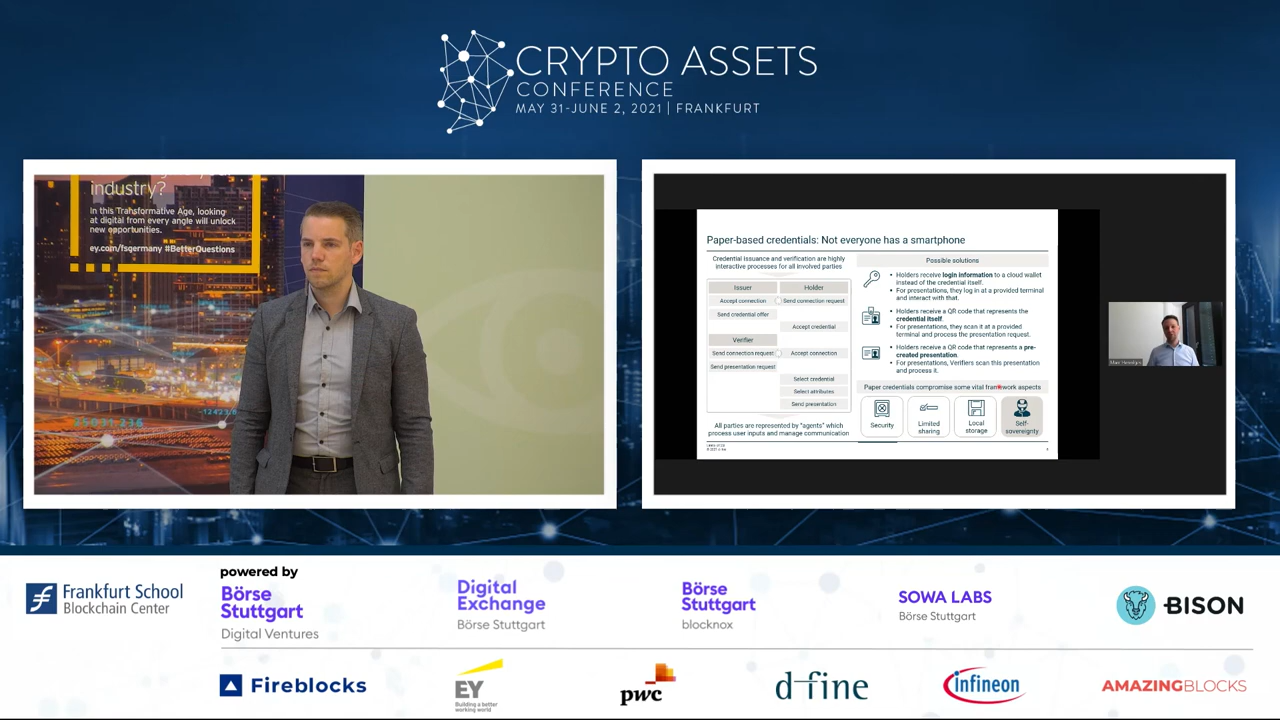 CRYPTO ASSETS
CONFERENCE
MAY 31-JUNE 2, 2021 | FRANKFURT
industry?
In this Transformative Age, looking
at digital from every angle will unlock
new opportunities.
ey.com/fsgermany #BetterQuestions
Paper-based credentials: Not everyone has a smartphone
Credential issuance and verification are highly
interactive processes for all involved parties
Issuer
Holder
Accept connection
Send connection request
Send credential offer
Accept credential
Verifier
Send connection request
Accept connection
Send presentation request
Select credential
Select attributes
Send presentation
All parties are represented by "agents" which
process user inputs and manage communication
Possible solutions
• Holders receive login information to a cloud wallet
instead of the credential itself.
• For presentations, they log in at a provided terminal
and interact with that.
• Holders receive a QR code that represents the
credential itself.
• For presentations, they scan it at a provided
terminal and process the presentation request.
• Holders receive a QR code that represents a pre-
created presentation.
• For presentations, Verifiers scan this presentation
and process it.
Paper credentials compromise some vital framework aspects
Security
Limited
sharing
Local
storage
Self-
sovereignty
Frankfurt School
Blockchain Center
powered by
Börse
Stuttgart
Digital Ventures
Digital
Exchange
Börse Stuttgart
Börse
Stuttgart
blocknox
SOWA LABS
Börse Stuttgart
BISON
Fireblocks
EY
Building a better
working world
pwc
d-fine
infineon
AMAZINGBLOCKS